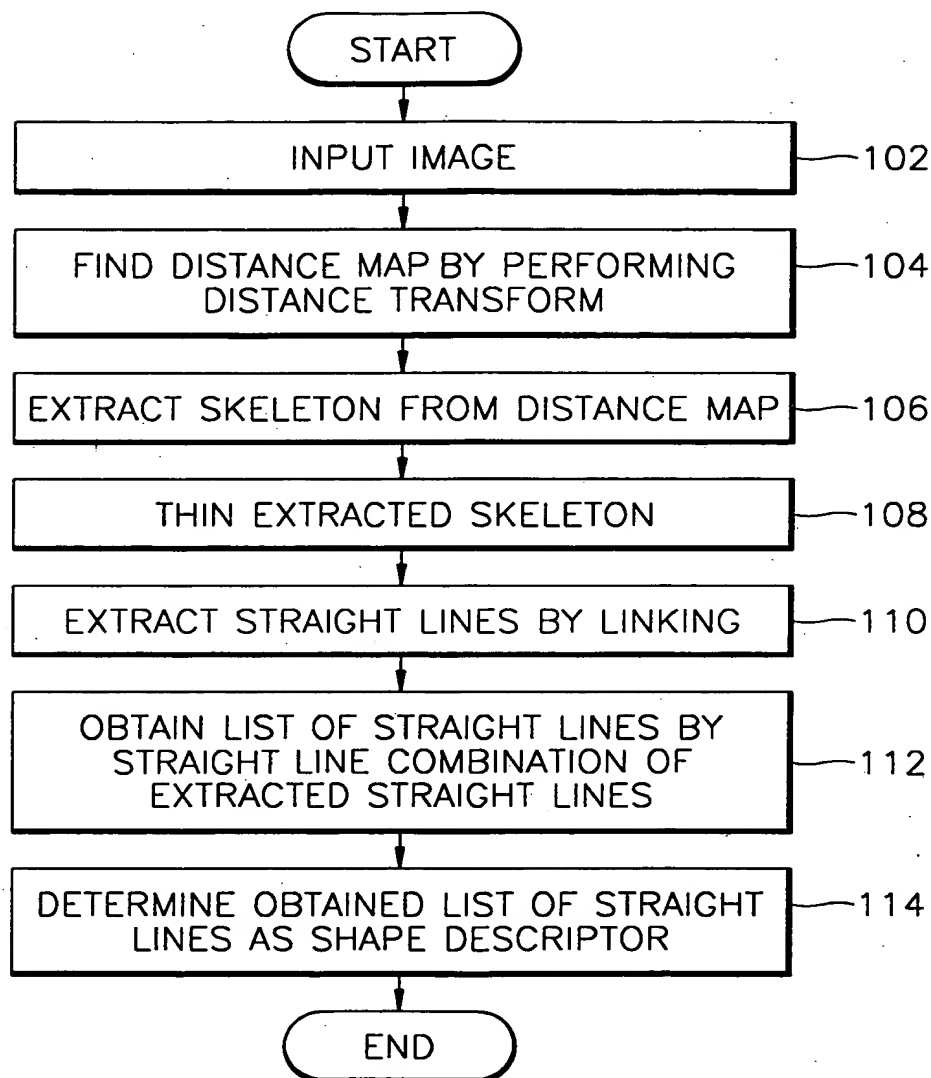 START
INPUT IMAGE
102
FIND DISTANCE MAP BY PERFORMING
DISTANCE TRANSFORM
104
EXTRACT SKELETON FROM DISTANCE MAP
106
THIN EXTRACTED SKELETON
108
EXTRACT STRAIGHT LINES BY LINKING
110
OBTAIN LIST OF STRAIGHT LINES BY
STRAIGHT LINE COMBINATION OF
EXTRACTED STRAIGHT LINES
112
DETERMINE OBTAINED LIST OF STRAIGHT
LINES AS SHAPE DESCRIPTOR
114
END